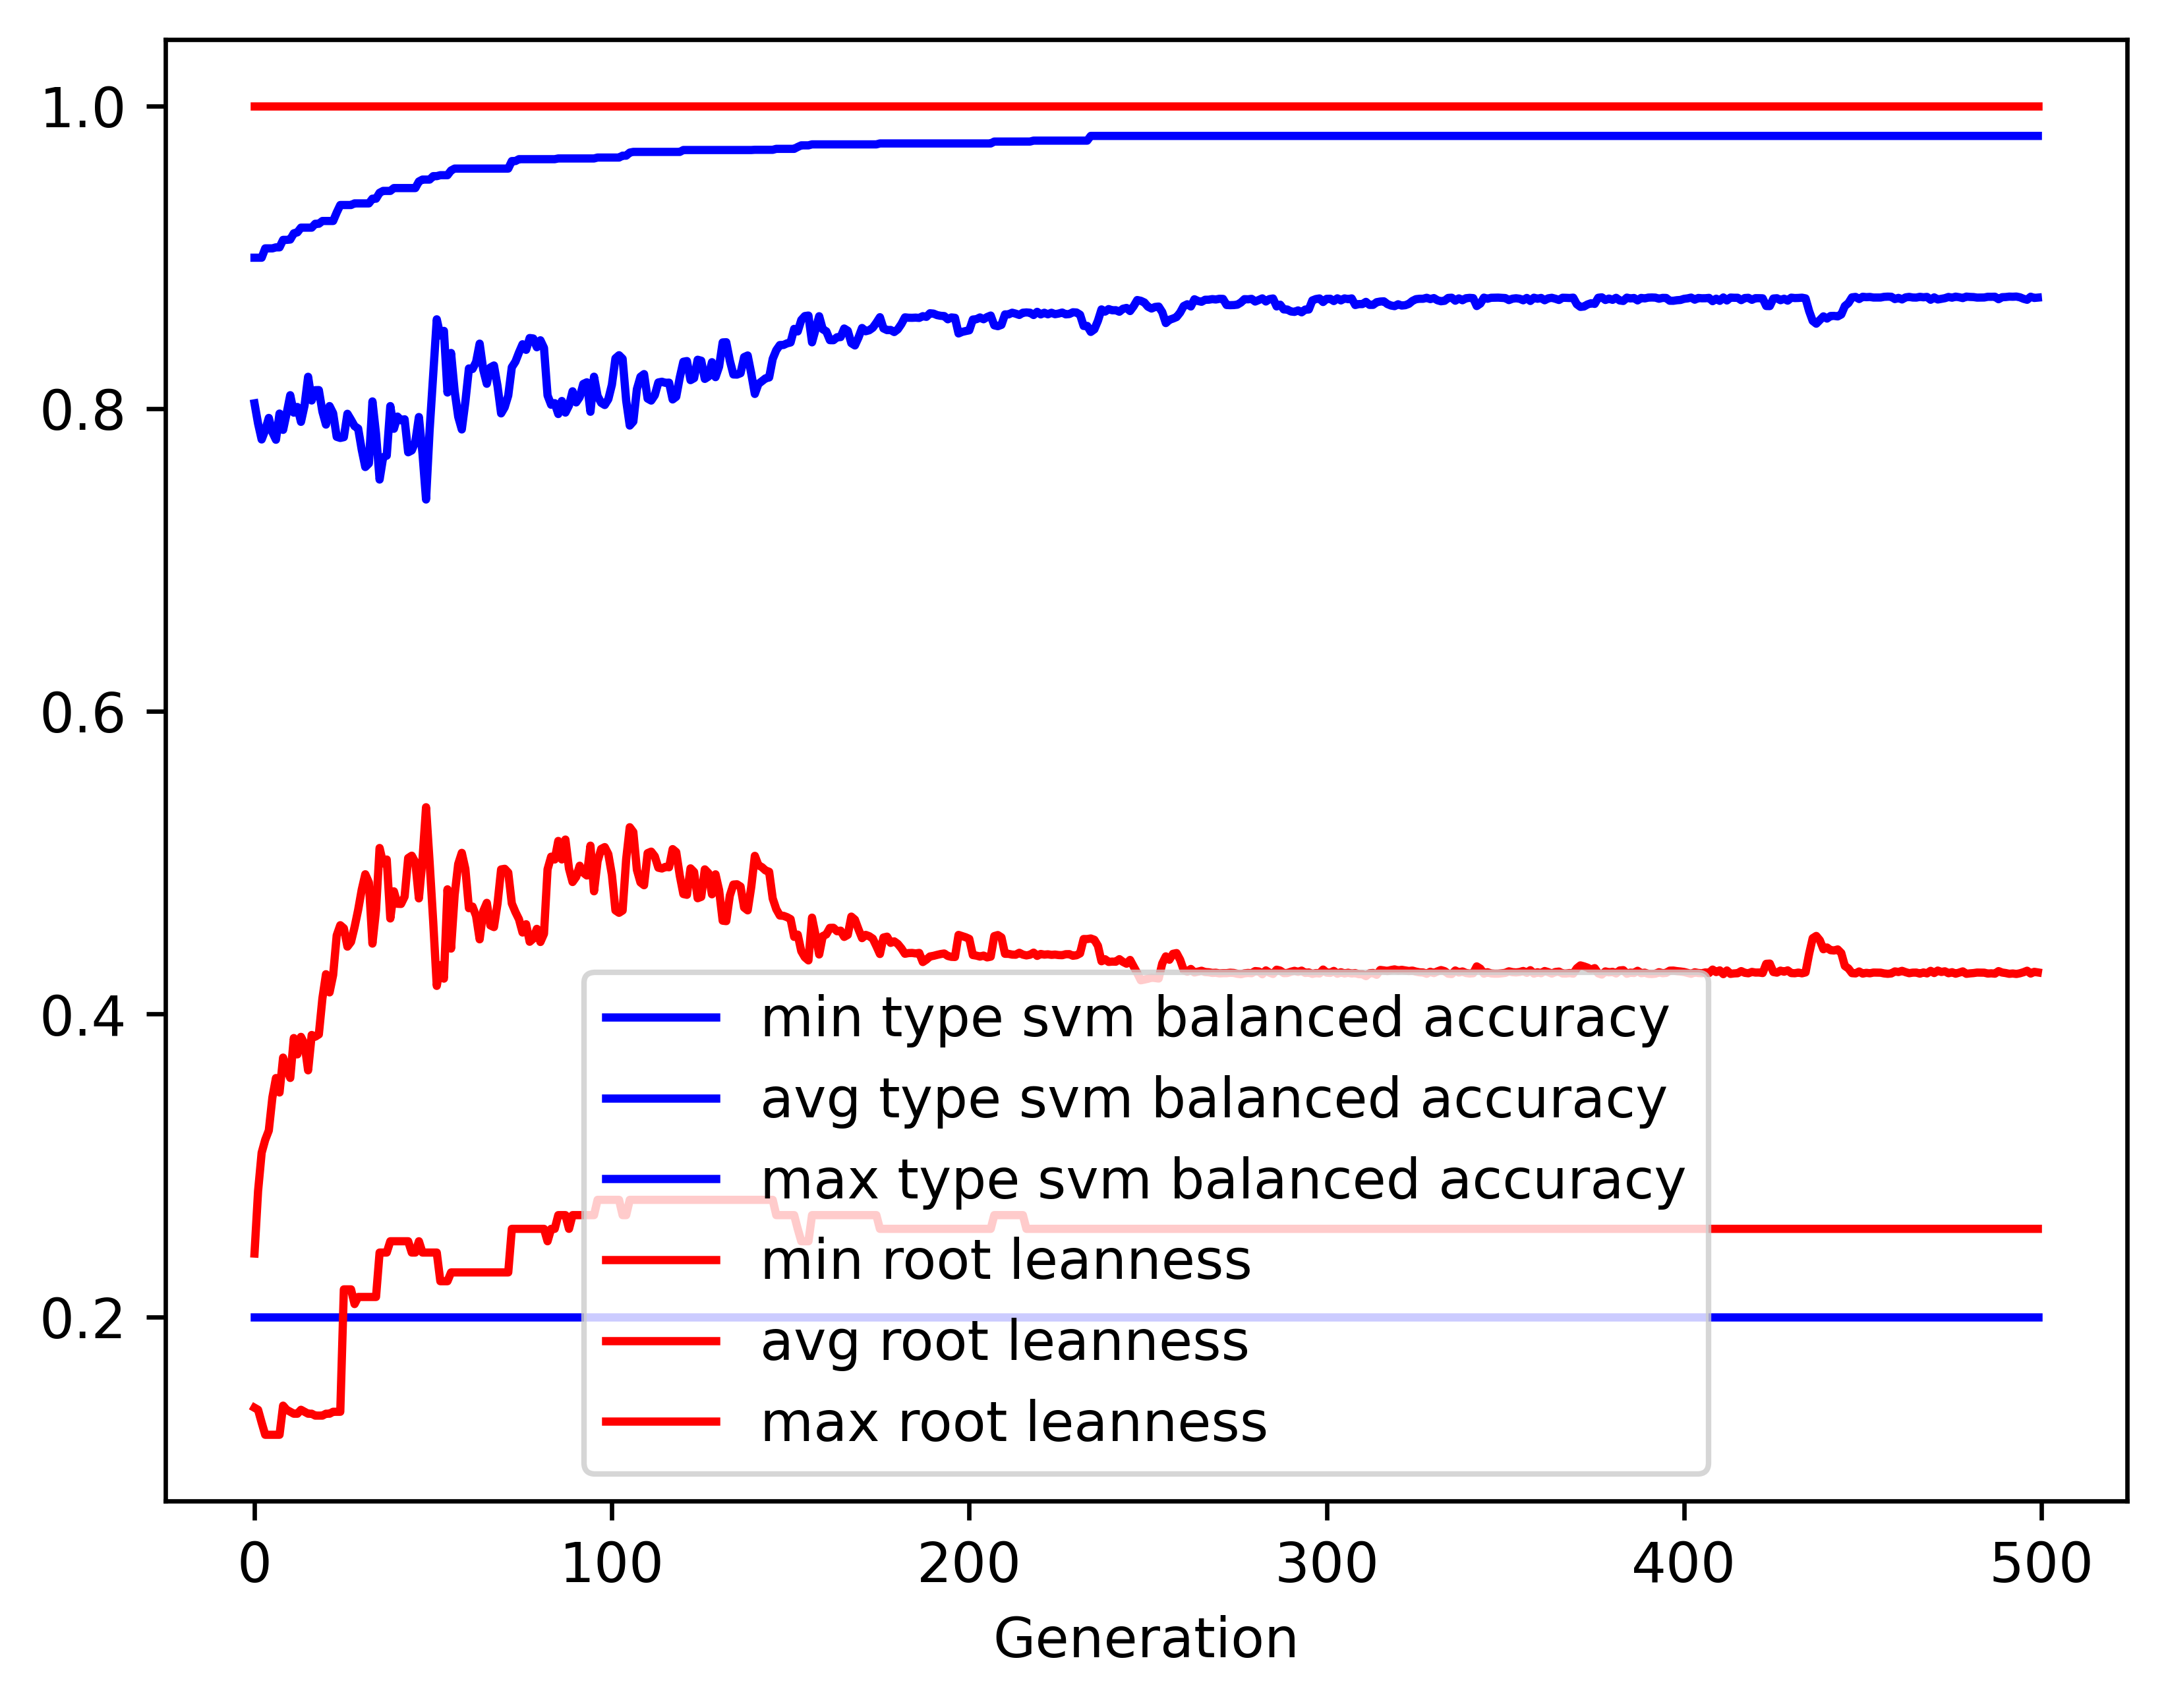 1.0
0.8
0.6
0.4
0.2
min type svm balanced accuracy
avg type svm balanced accuracy
max type svm balanced accuracy
min root leanness
avg root leanness
max root leanness
0 100 200 300 400 500
Generation